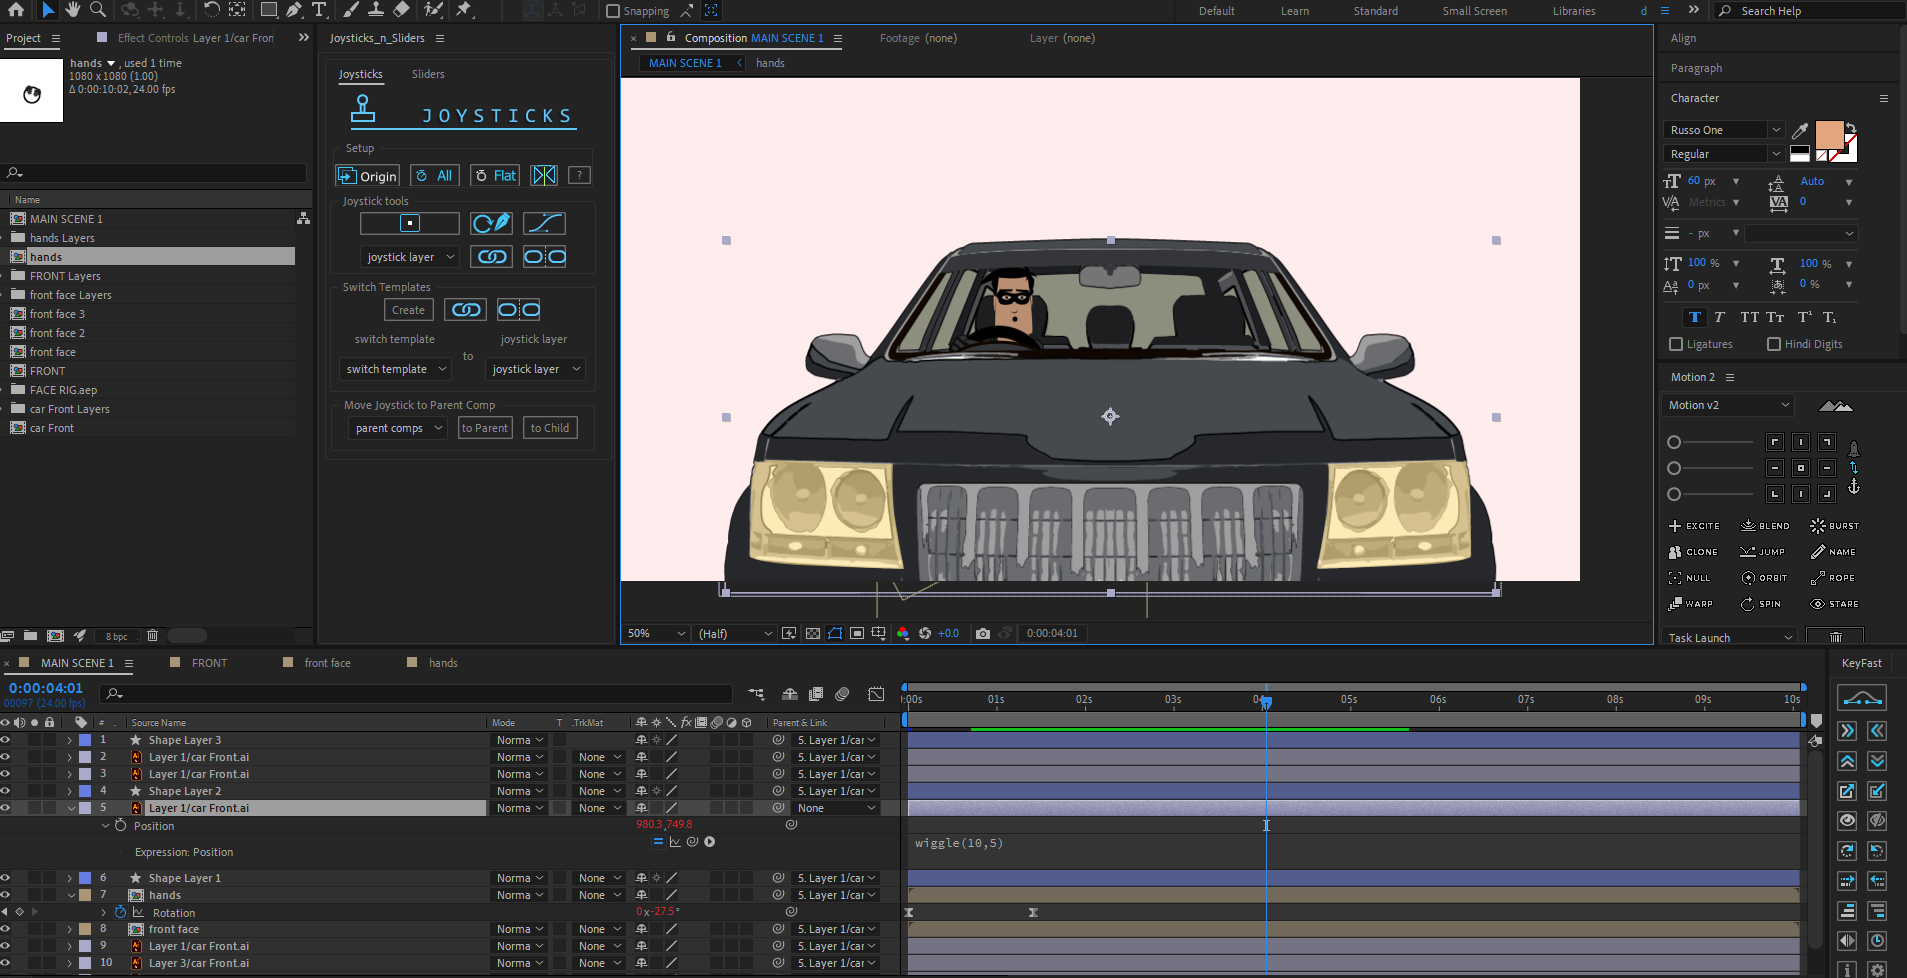 Snapping
Default
Learn
Standard
Small Screen
Libraries
d
Search Help
Project
Effect Controls Layer 1/car Fron
hands , used 1 time
1080 x 1080 (1.00)
Δ 0:00:10:02, 24.00 fps
Name
MAIN SCENE 1
hands Layers
hands
FRONT Layers
front face Layers
front face 3
front face 2
front face
FRONT
FACE RIG.aep
car Front Layers
car Front
8 bpc
Joysticks_n_Sliders
Joysticks
Sliders
JOYSTICKS
Setup
Origin
All
Flat
?
Joystick tools
joystick layer
Switch Templates
Create
switch template
joystick layer
to
switch template
joystick layer
Move Joystick to Parent Comp
parent comps
to Parent
to Child
Composition MAIN SCENE 1
Footage (none)
Layer (none)
MAIN SCENE 1
hands
50%
(Half)
+0.0
0:00:04:01
Align
Paragraph
Character
Russo One
Regular
60 px
Auto
Metrics
0
- px
100 %
100 %
0 px
0 %
T T TT Tt T¹ T₁
Ligatures
Hindi Digits
Motion 2
Motion v2
EXCITE
BLEND
BURST
CLONE
JUMP
NAME
NULL
ORBIT
ROPE
WARP
SPIN
STARE
Task Launch
MAIN SCENE 1
FRONT
front face
hands
0:00:04:01
00097 (24.00 fps)
# Source Name
Mode
T .TrkMat
Parent & Link
:00s 01s 02s 03s 05s 06s 07s 08s 09s 10s
1 Shape Layer 3 Norma 5. Layer 1/car
2 Layer 1/car Front.ai Norma None 5. Layer 1/car
3 Layer 1/car Front.ai Norma None 5. Layer 1/car
4 Shape Layer 2 Norma None 5. Layer 1/car
5 Layer 1/car Front.ai Norma None None
Position 980.3,749.8
Expression: Position
wiggle(10,5)
6 Shape Layer 1 Norma None 5. Layer 1/car
7 hands Norma None 5. Layer 1/car
Rotation 0x-27.5°
8 front face Norma None 5. Layer 1/car
9 Layer 1/car Front.ai Norma None 5. Layer 1/car
10 Layer 3/car Front.ai Norma None 5. Layer 1/car
KeyFast